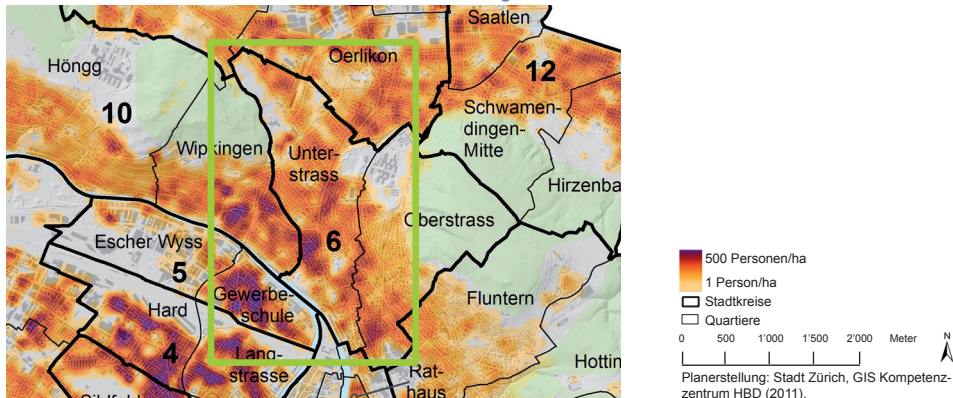 Saatlen
Oerlikon
Höngg
12
10
Schwamen-
dingen-
Mitte
Wipkingen
Unter-
strass
Hirzenba
Oberstrass
Escher Wyss
6
5
Gewerbe-
schule
Fluntern
Hard
4
Lang-
strasse
Rat-
haus
Hottin
500 Personen/ha
1 Person/ha
Stadtkreise
Quartiere
0 500 1'000 1'500 2'000 Meter
N
Planerstellung: Stadt Zürich, GIS Kompetenz-
zentrum HBD (2011).